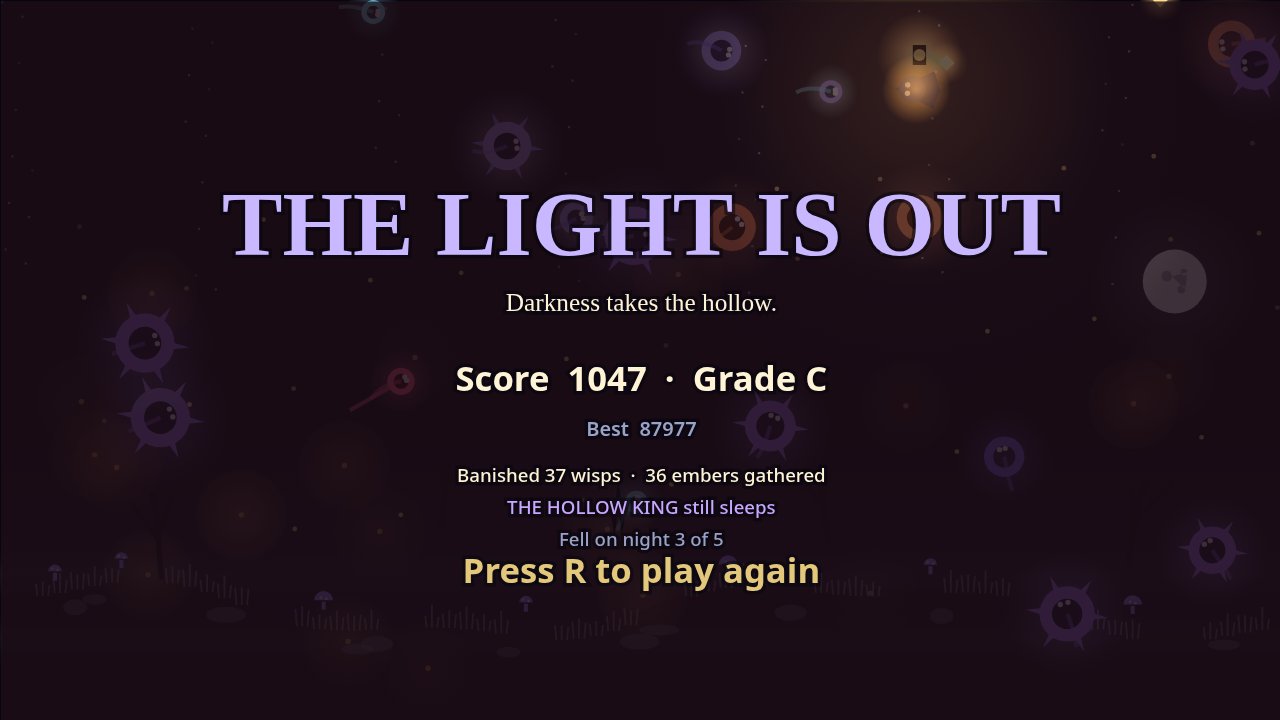 THE LIGHT IS OUT
Darkness takes the hollow.
Score 1047 · Grade C
Best 87977
Banished 37 wisps · 36 embers gathered
THE HOLLOW KING still sleeps
Fell on night 3 of 5
Press R to play again